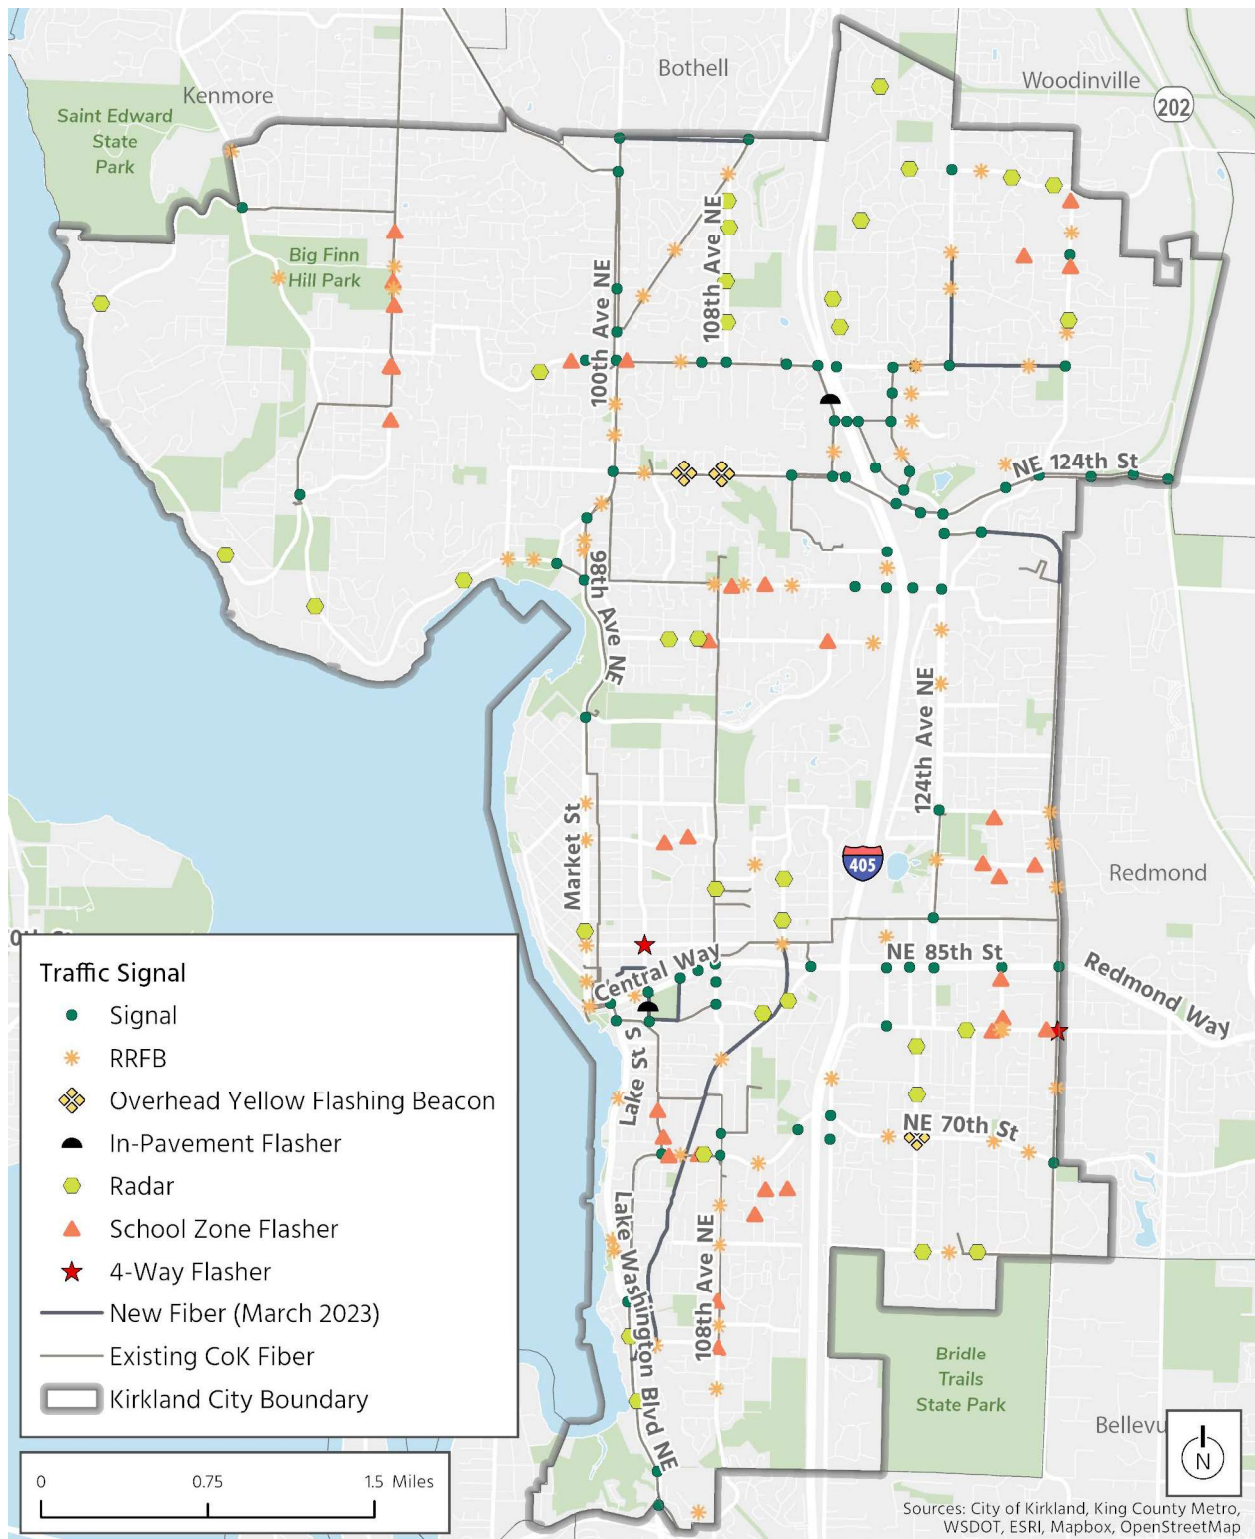 Bothell
Woodinville
Kenmore
202
Saint Edward
State
Park
Big Finn
Hill Park
100th Ave NE
108th Ave NE
NE 124th St
98th Ave NE
124th Ave NE
Market St
405
Redmond
NE 85th St
Redmond Way
Central Way
Lake St S
NE 70th St
Lake Washington Blvd NE
108th Ave NE
Bridle
Trails
State Park
Traffic Signal
Signal
RRFB
Overhead Yellow Flashing Beacon
In-Pavement Flasher
Radar
School Zone Flasher
4-Way Flasher
New Fiber (March 2023)
Existing CoK Fiber
Kirkland City Boundary
0 0.75 1.5 Miles
Bellevu
N
Sources: City of Kirkland, King County Metro,
WSDOT, ESRI, Mapbox, OpenStreetMap